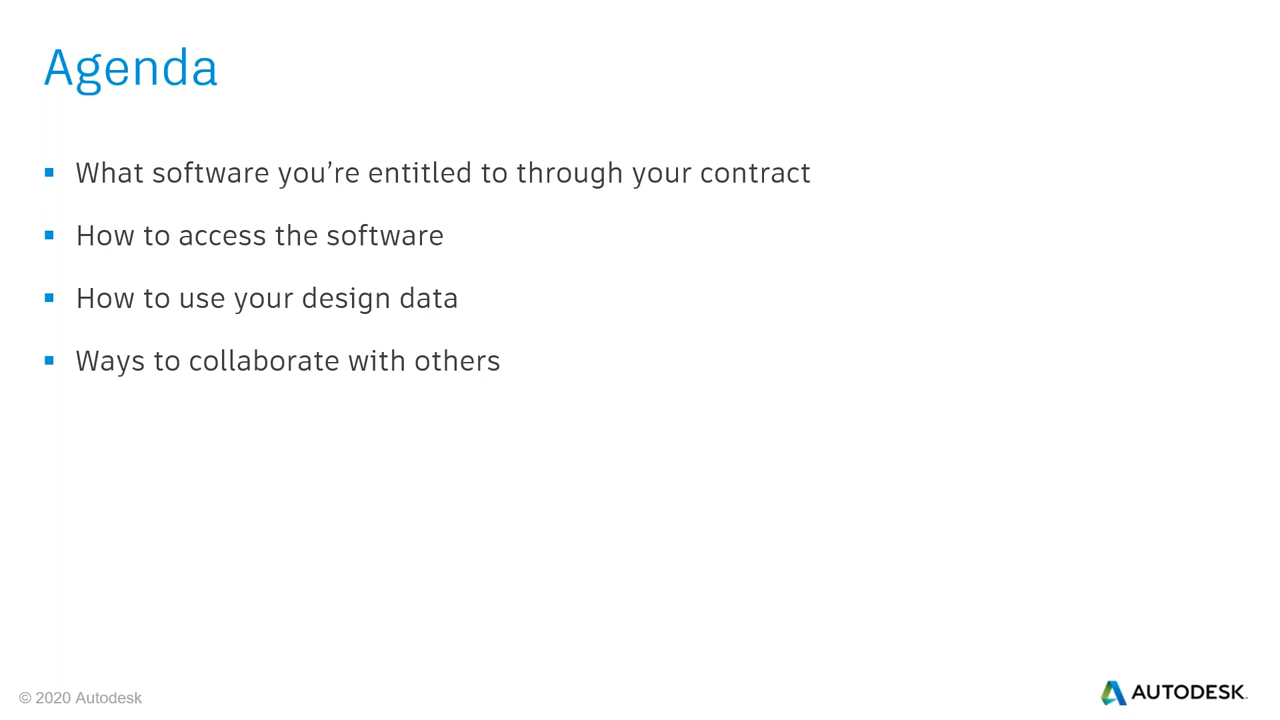 Agenda
What software you’re entitled to through your contract
How to access the software
How to use your design data
Ways to collaborate with others
© 2020 Autodesk
AUTODESK.